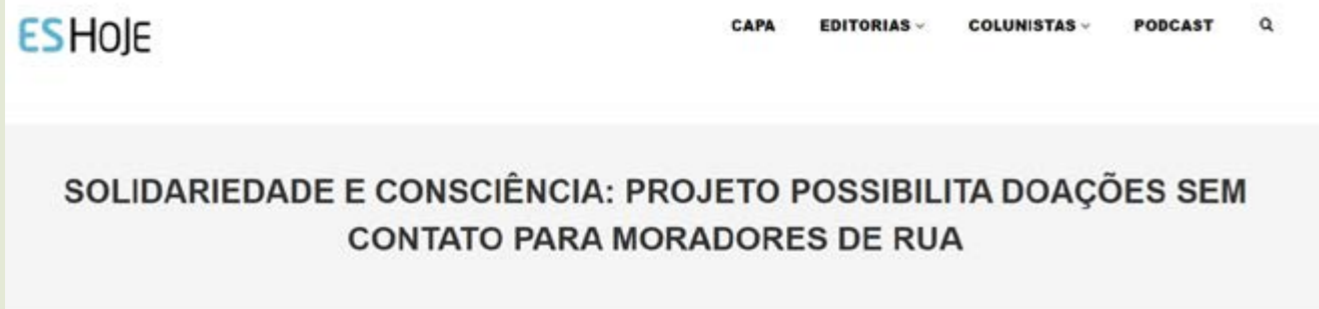 ESHOJE
CAPA EDITORIAS COLUNISTAS PODCAST
SOLIDARIEDADE E CONSCIÊNCIA: PROJETO POSSIBILITA DOAÇÕES SEM
CONTATO PARA MORADORES DE RUA